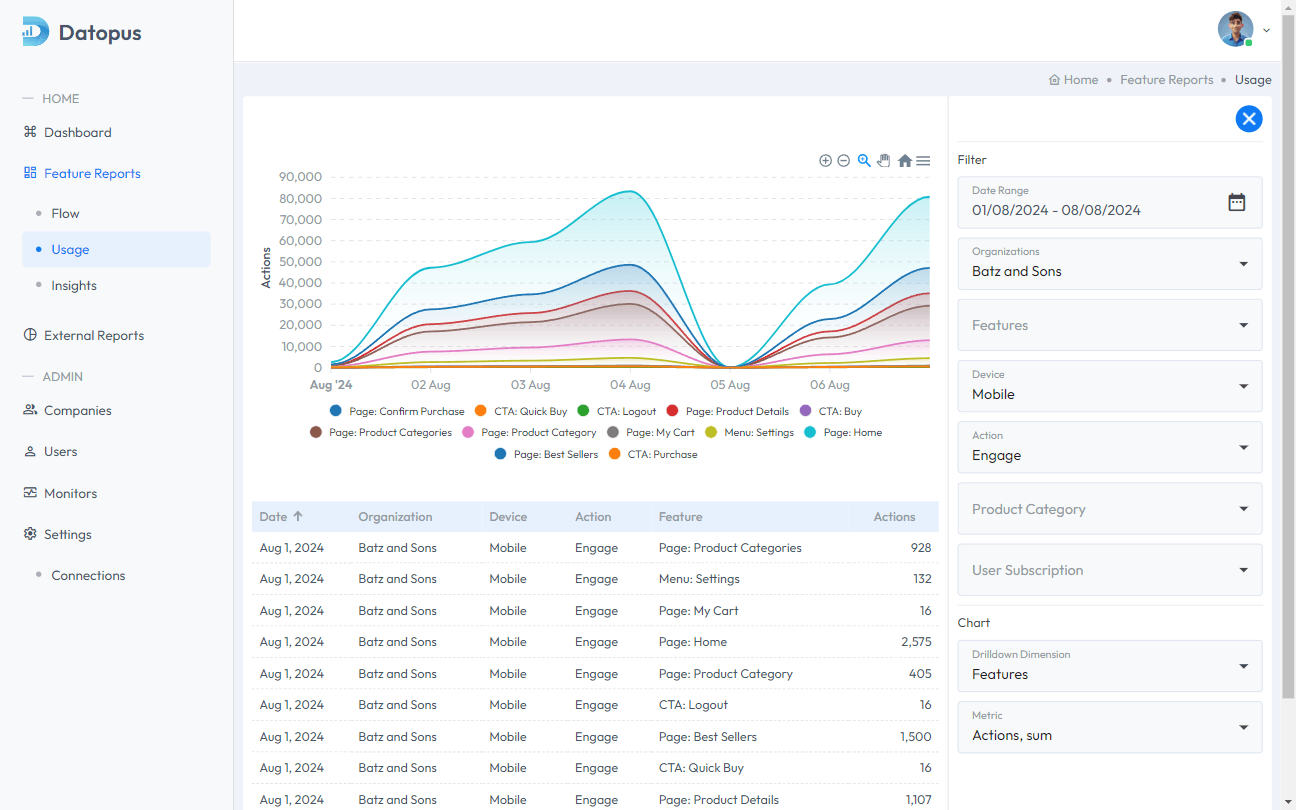 Datopus
HOME
Dashboard
Feature Reports
Flow
Usage
Insights
External Reports
ADMIN
Companies
Users
Monitors
Settings
Connections
Home • Feature Reports • Usage
90,000
80,000
70,000
60,000
50,000
40,000
30,000
20,000
10,000
0
Actions
Aug '24 02 Aug 03 Aug 04 Aug 05 Aug 06 Aug
Page: Confirm Purchase CTA: Quick Buy CTA: Logout Page: Product Details CTA: Buy
Page: Product Categories Page: Product Category Page: My Cart Menu: Settings Page: Home
Page: Best Sellers CTA: Purchase
Date Organization Device Action Feature Actions
Aug 1, 2024 Batz and Sons Mobile Engage Page: Product Categories 928
Aug 1, 2024 Batz and Sons Mobile Engage Menu: Settings 132
Aug 1, 2024 Batz and Sons Mobile Engage Page: My Cart 16
Aug 1, 2024 Batz and Sons Mobile Engage Page: Home 2,575
Aug 1, 2024 Batz and Sons Mobile Engage Page: Product Category 405
Aug 1, 2024 Batz and Sons Mobile Engage CTA: Logout 16
Aug 1, 2024 Batz and Sons Mobile Engage Page: Best Sellers 1,500
Aug 1, 2024 Batz and Sons Mobile Engage CTA: Quick Buy 16
Aug 1, 2024 Batz and Sons Mobile Engage Page: Product Details 1,107
Filter
Date Range
01/08/2024 - 08/08/2024
Organizations
Batz and Sons
Features
Device
Mobile
Action
Engage
Product Category
User Subscription
Chart
Drilldown Dimension
Features
Metric
Actions, sum